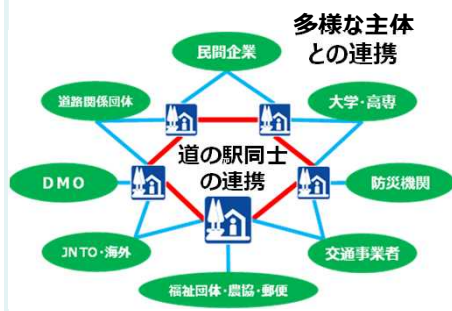 多様な主体
との連携
民間企業
道路関係団体
大学・高専
道の駅同士
の連携
DMO
防災機関
JNTO・海外
交通事業者
福祉団体・農協・郵便